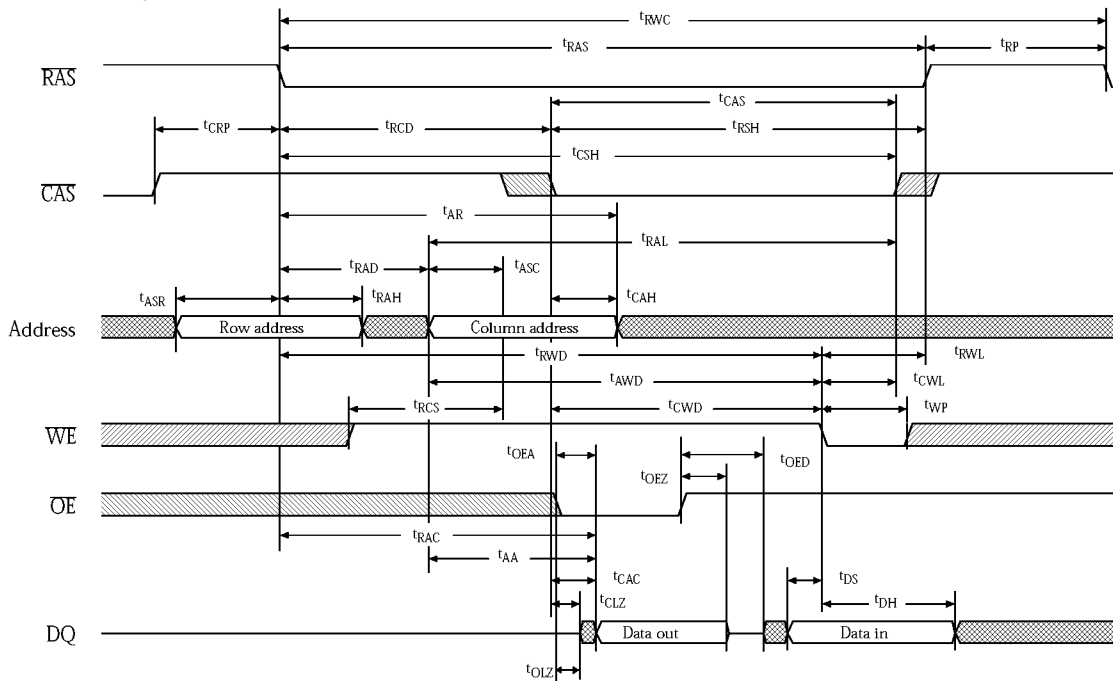 tRWC
tRAS
tRP
RAS
tCAS
tCRP
tRCD
tRSH
tCSH
CAS
tAR
tRAL
tRAD
tASC
tASR
tRAH
tCAH
Address
Row address
Column address
tRWD
tRWL
tAWD
tCWL
tRCS
tCWD
tWP
WE
tOEA
tOED
tOEZ
OE
tRAC
tAA
tCAC
tDS
tCLZ
tDH
DQ
Data out
Data in
tOLZ